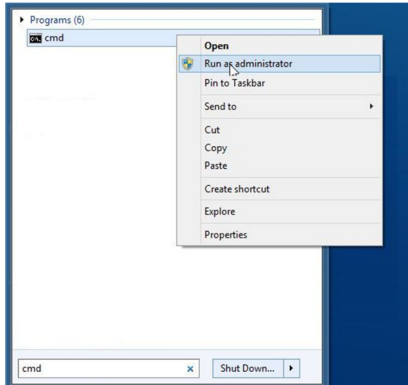 Programs (6)
cmd
Open
Run as administrator
Pin to Taskbar
Send to
Cut
Copy
Paste
Create shortcut
Explore
Properties
cmd
Shut Down...